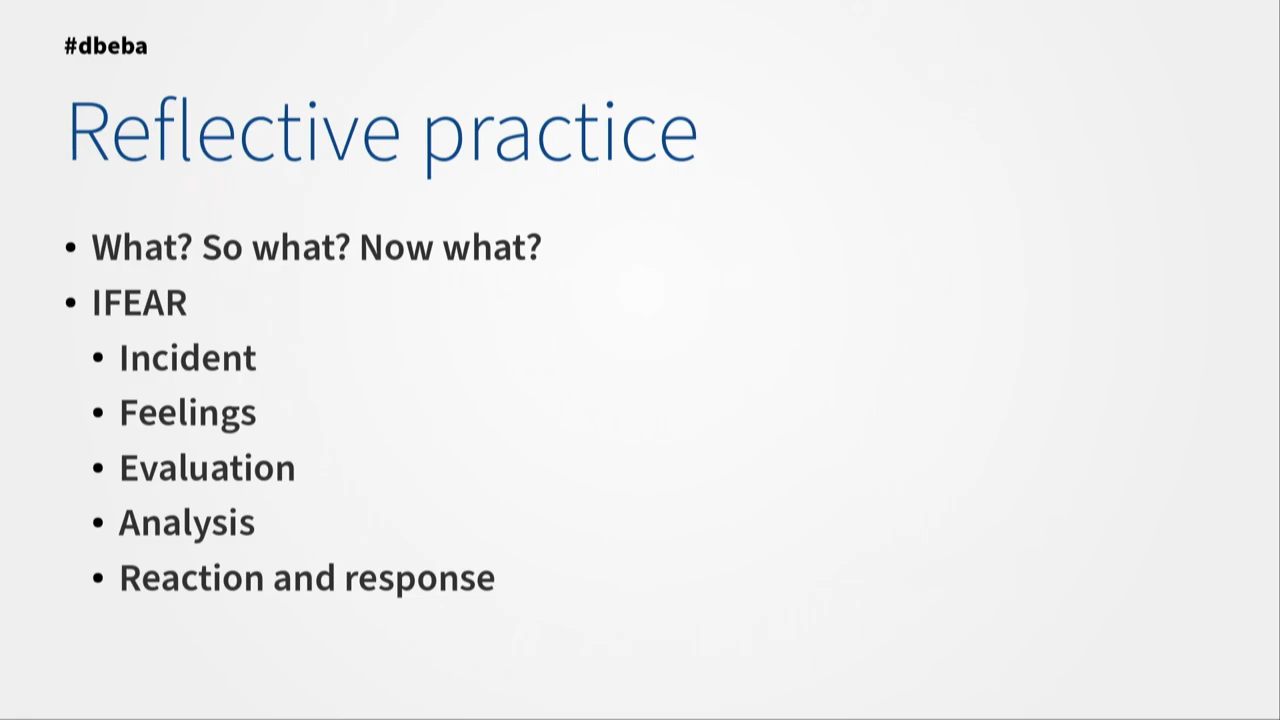 #dbeba
Reflective practice
• What? So what? Now what?
• IFEAR
• Incident
• Feelings
• Evaluation
• Analysis
• Reaction and response